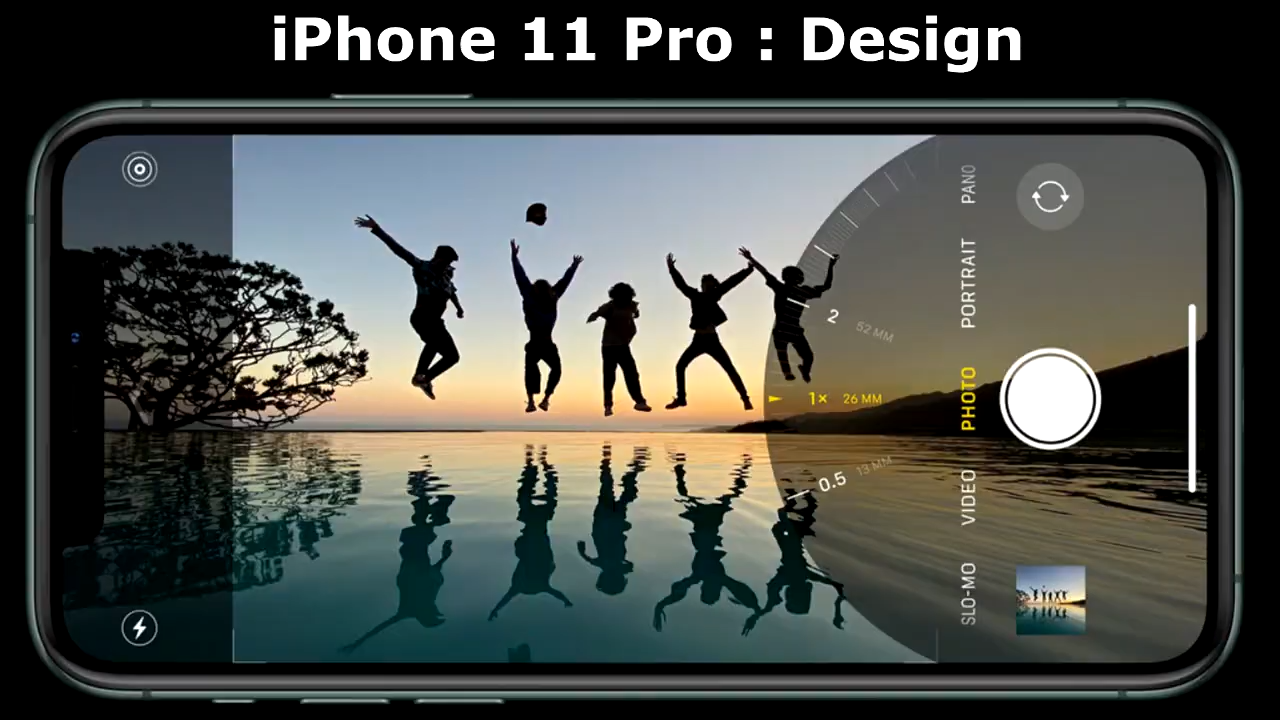 iPhone 11 Pro : Design
PANO
PORTRAIT
PHOTO
VIDEO
SLO-MO
2 52 MM
1× 26 MM
0.5 13 MM